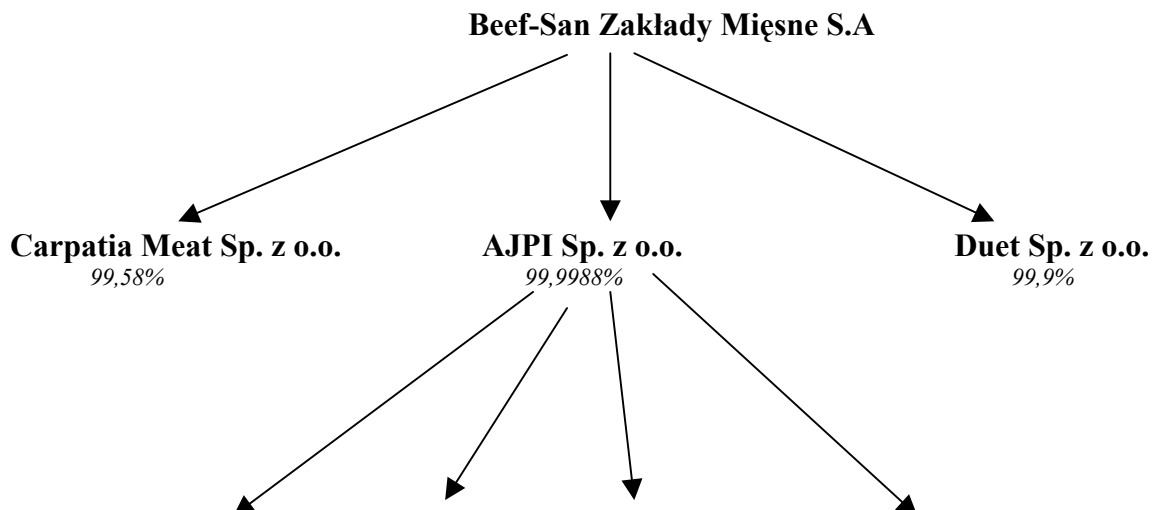 Beef-San Zakłady Mięsne S.A
Carpatia Meat Sp. z o.o.
99,58%
AJPI Sp. z o.o.
99,9988%
Duet Sp. z o.o.
99,9%